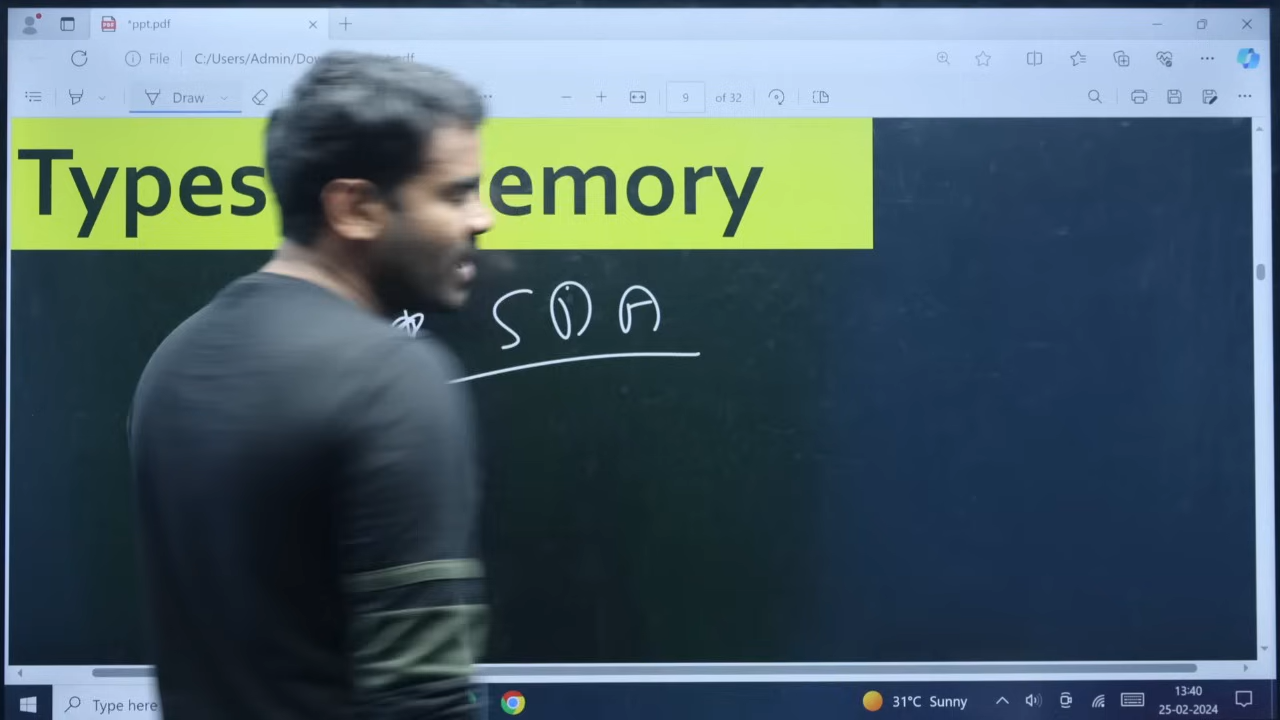 *ppt.pdf
File C:/Users/Admin/Do
Draw 9 of 32
Types emory
S D A
Type here
31°C Sunny
13:40
25-02-2024